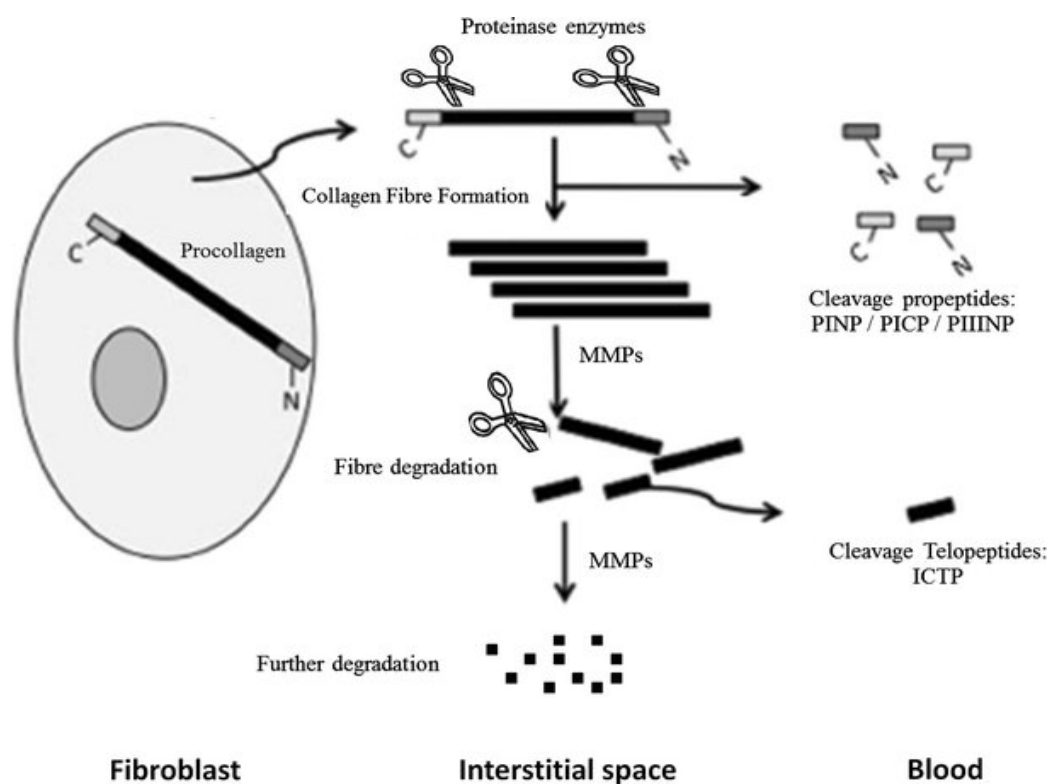 Proteinase enzymes
C
N
Collagen Fibre Formation
N
C
C
N
Procollagen
C
N
Cleavage propeptides:
PINP / PICP / PIIINP
MMPs
Fibre degradation
Cleavage Telopeptides:
ICTP
MMPs
Further degradation
Fibroblast
Interstitial space
Blood